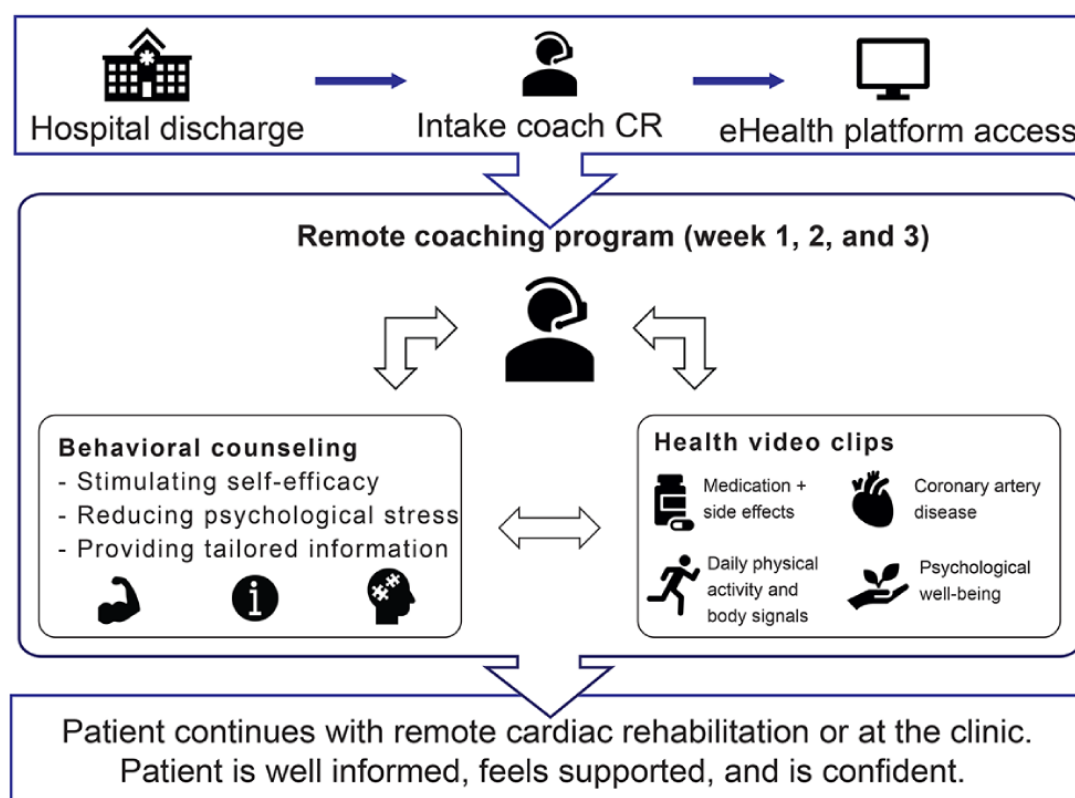 Hospital discharge
Intake coach CR
eHealth platform access
Remote coaching program (week 1, 2, and 3)
Behavioral counseling
- Stimulating self-efficacy
- Reducing psychological stress
- Providing tailored information
Health video clips
Medication +
side effects
Coronary artery
disease
Daily physical
activity and
body signals
Psychological
well-being
Patient continues with remote cardiac rehabilitation or at the clinic.
Patient is well informed, feels supported, and is confident.